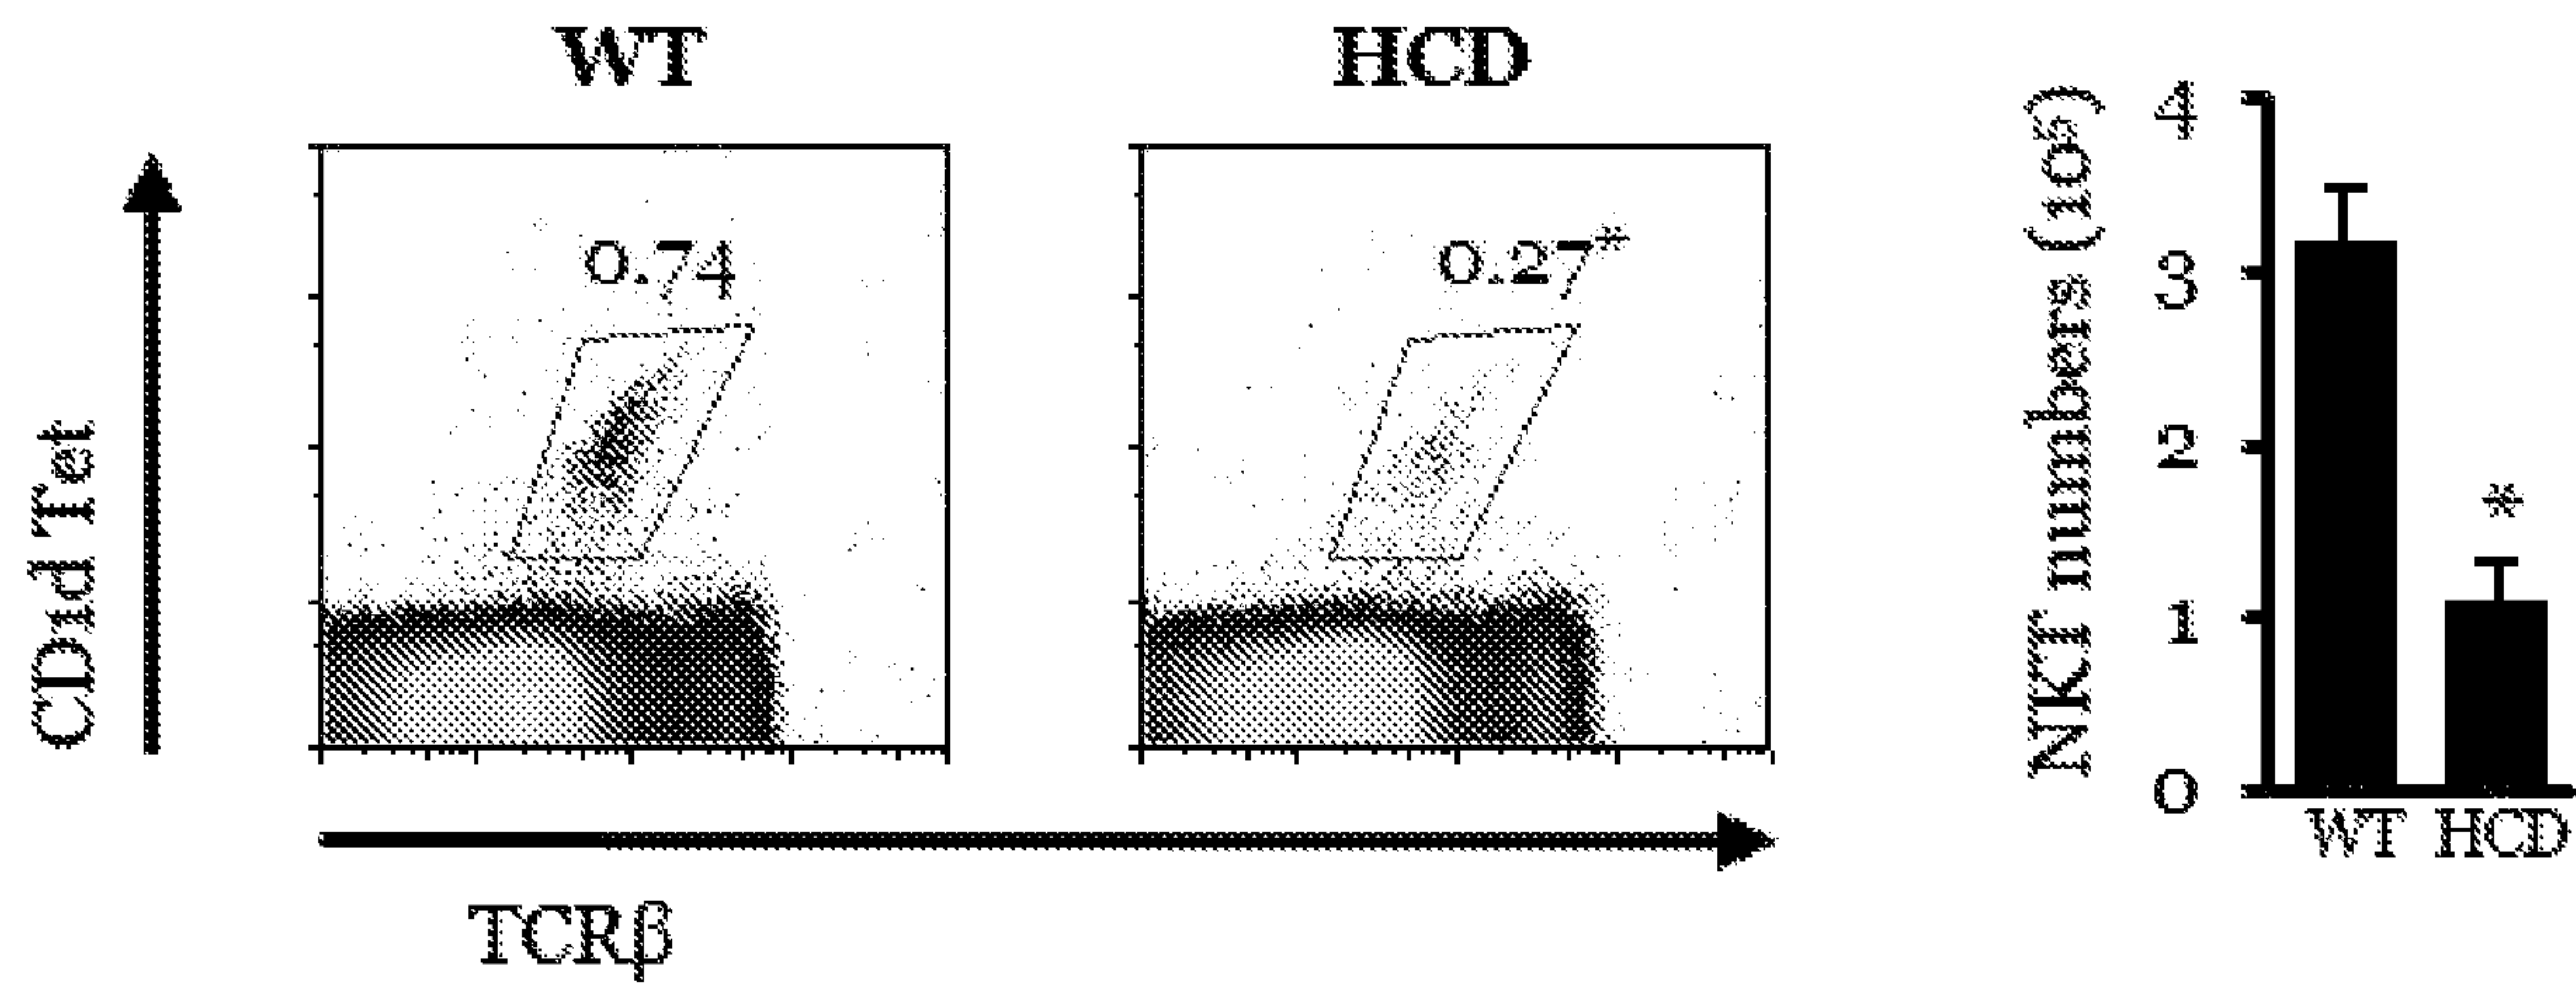 WT
HCD
CD1d Tet
0.74
0.27*
TCRβ
NKT numbers (10⁵)
4
3
2
1
0
*
WT
HCD